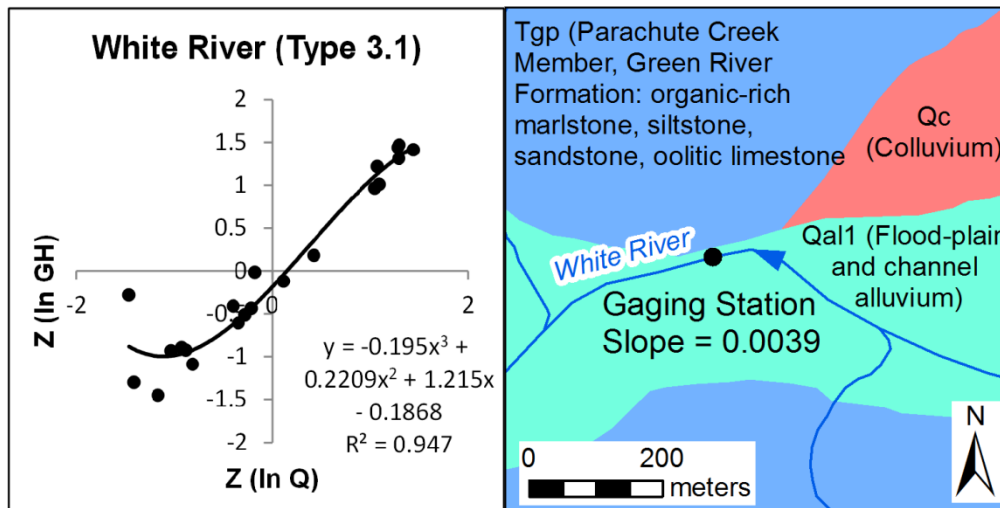 White River (Type 3.1)
2
1.5
1
0.5
0
-0.5
-1
-1.5
-2
-2
0
2
Z (ln GH)
Z (ln Q)
y = -0.195x³ +
0.2209x² + 1.215x
- 0.1868
R² = 0.947
Tgp (Parachute Creek
Member, Green River
Formation: organic-rich
marlstone, siltstone,
sandstone, oolitic limestone
Qc
(Colluvium)
White River
Qal1 (Flood-plain
and channel
alluvium)
Gaging Station
Slope = 0.0039
0 200
meters
N